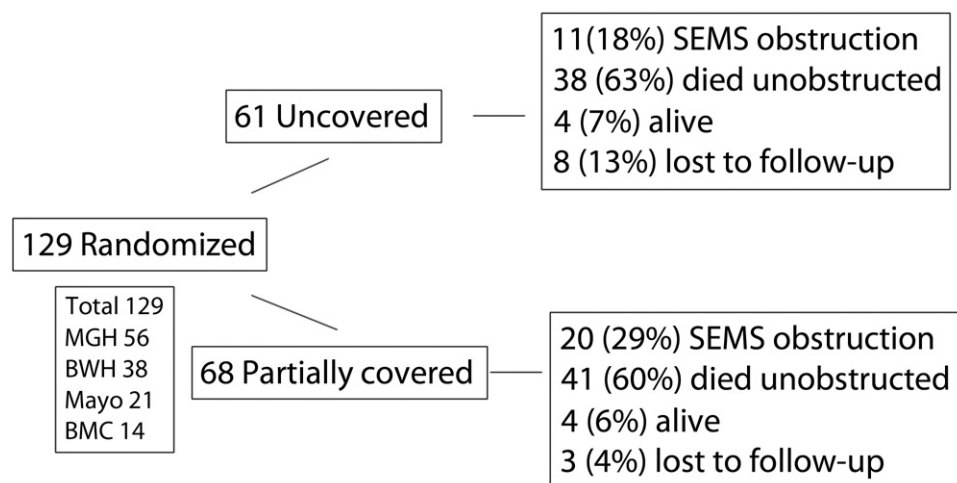 11(18%) SEMS obstruction
38 (63%) died unobstructed
4 (7%) alive
8 (13%) lost to follow-up
61 Uncovered
129 Randomized
Total 129
MGH 56
BWH 38
Mayo 21
BMC 14
68 Partially covered
20 (29%) SEMS obstruction
41 (60%) died unobstructed
4 (6%) alive
3 (4%) lost to follow-up